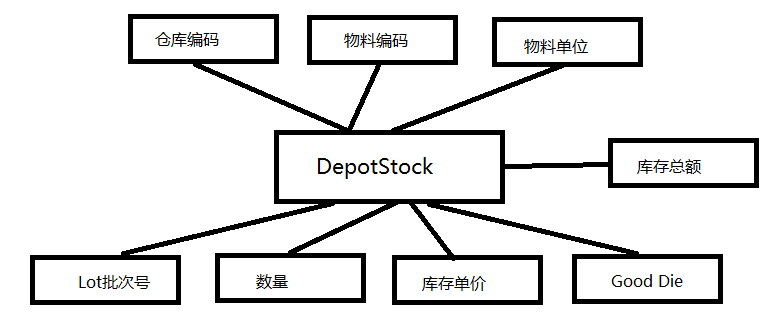 仓库编码
物料编码
物料单位
DepotStock
库存总额
Lot批次号
数量
库存单价
Good Die